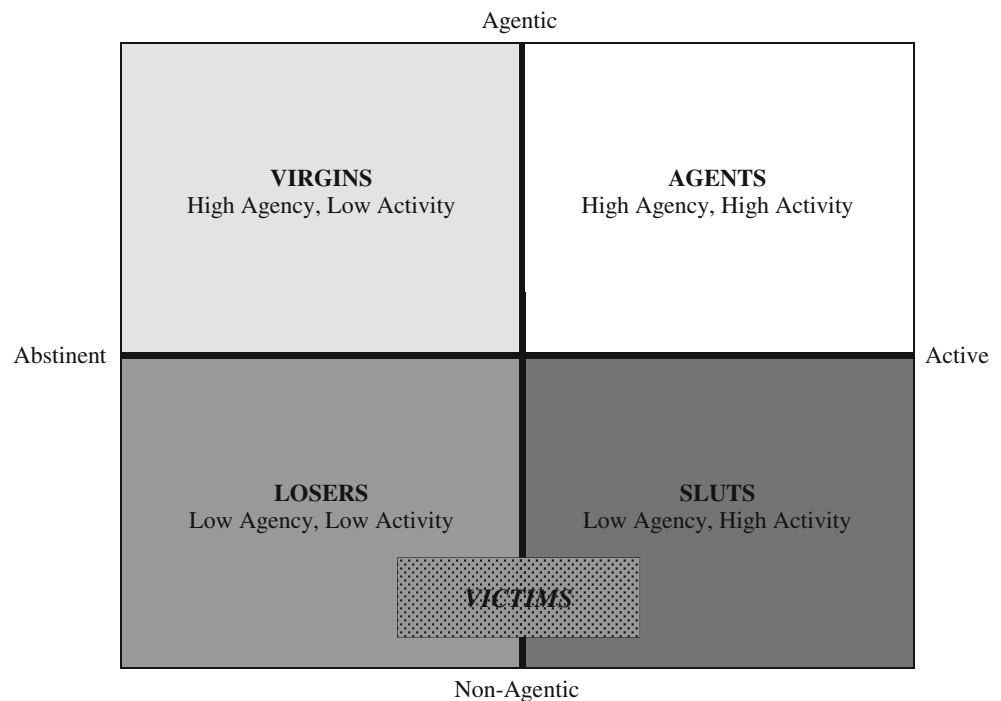 Agentic
VIRGINS
High Agency, Low Activity
AGENTS
High Agency, High Activity
Abstinent
Active
LOSERS
Low Agency, Low Activity
SLUTS
Low Agency, High Activity
VICTIMS
Non-Agentic